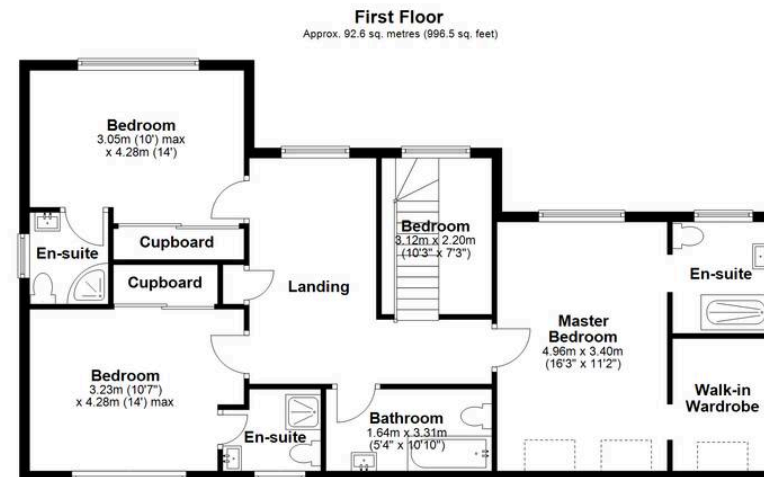 First Floor
Approx. 92.6 sq. metres (996.5 sq. feet)
Bedroom
3.05m (10') max
x 4.28m (14')
Bedroom
3.12m x 2.20m
(10'3" x 7'3")
En-suite
Cupboard
Cupboard
Landing
En-suite
Master
Bedroom
4.96m x 3.40m
(16'3" x 11'2")
Bedroom
3.23m (10'7")
x 4.28m (14') max
Walk-in
Wardrobe
En-suite
Bathroom
1.64m x 3.31m
(5'4" x 10'10")